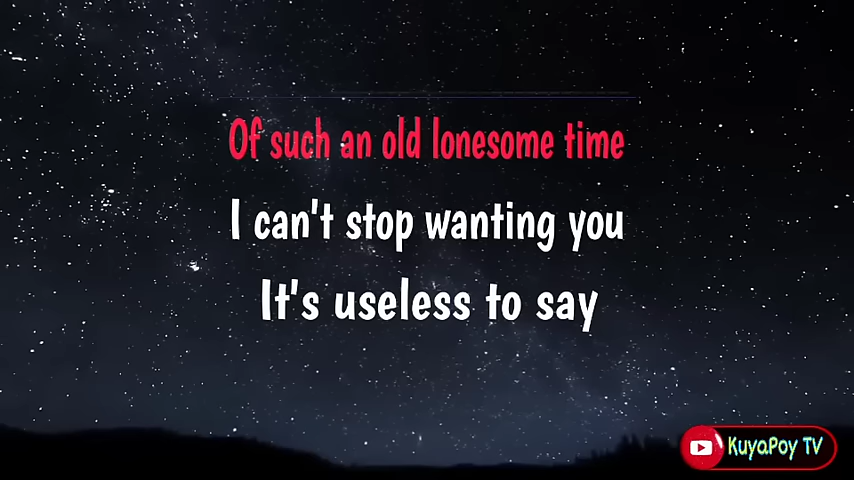 Of such an old lonesome time
I can't stop wanting you
It's useless to say
KuyaPoy TV